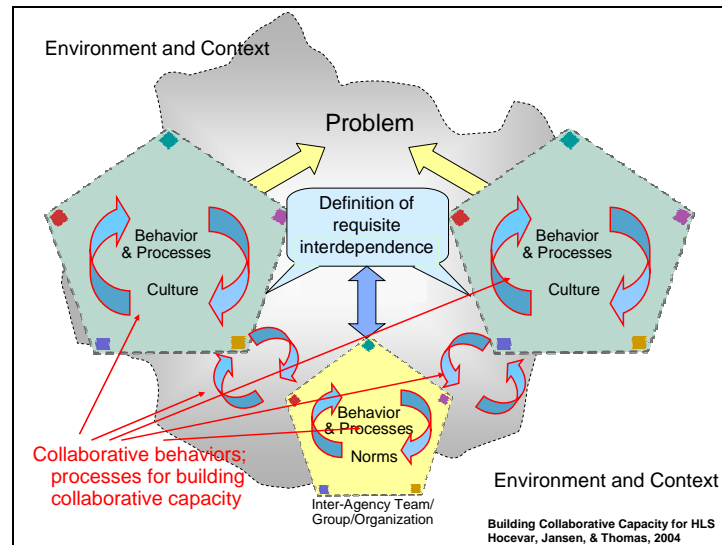 Environment and Context
Problem
Definition of
requisite
interdependence
Behavior
& Processes
Culture
Behavior
& Processes
Culture
Behavior
& Processes
Norms
Collaborative behaviors;
processes for building
collaborative capacity
Inter-Agency Team/
Group/Organization
Environment and Context
Building Collaborative Capacity for HLS
Hocevar, Jansen, & Thomas, 2004